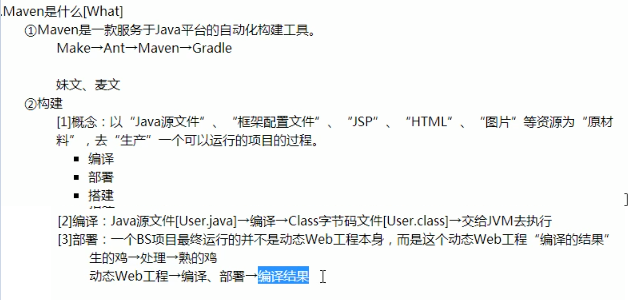 .Maven是什么[What]
①Maven是一款服务于Java平台的自动化构建工具。
Make→Ant→Maven→Gradle
妹文、麦文
②构建
[1]概念：以“Java源文件”、“框架配置文件”、“JSP”、“HTML”、“图片”等资源为“原材
料”，去“生产”一个可以运行的项目的过程。
▪ 编译
▪ 部署
▪ 搭建
[2]编译：Java源文件[User.java]→编译→Class字节码文件[User.class]→交给JVM去执行
[3]部署：一个BS项目最终运行的并不是动态Web工程本身，而是这个动态Web工程“编译的结果”
生的鸡→处理→熟的鸡
动态Web工程→编译、部署→编译结果